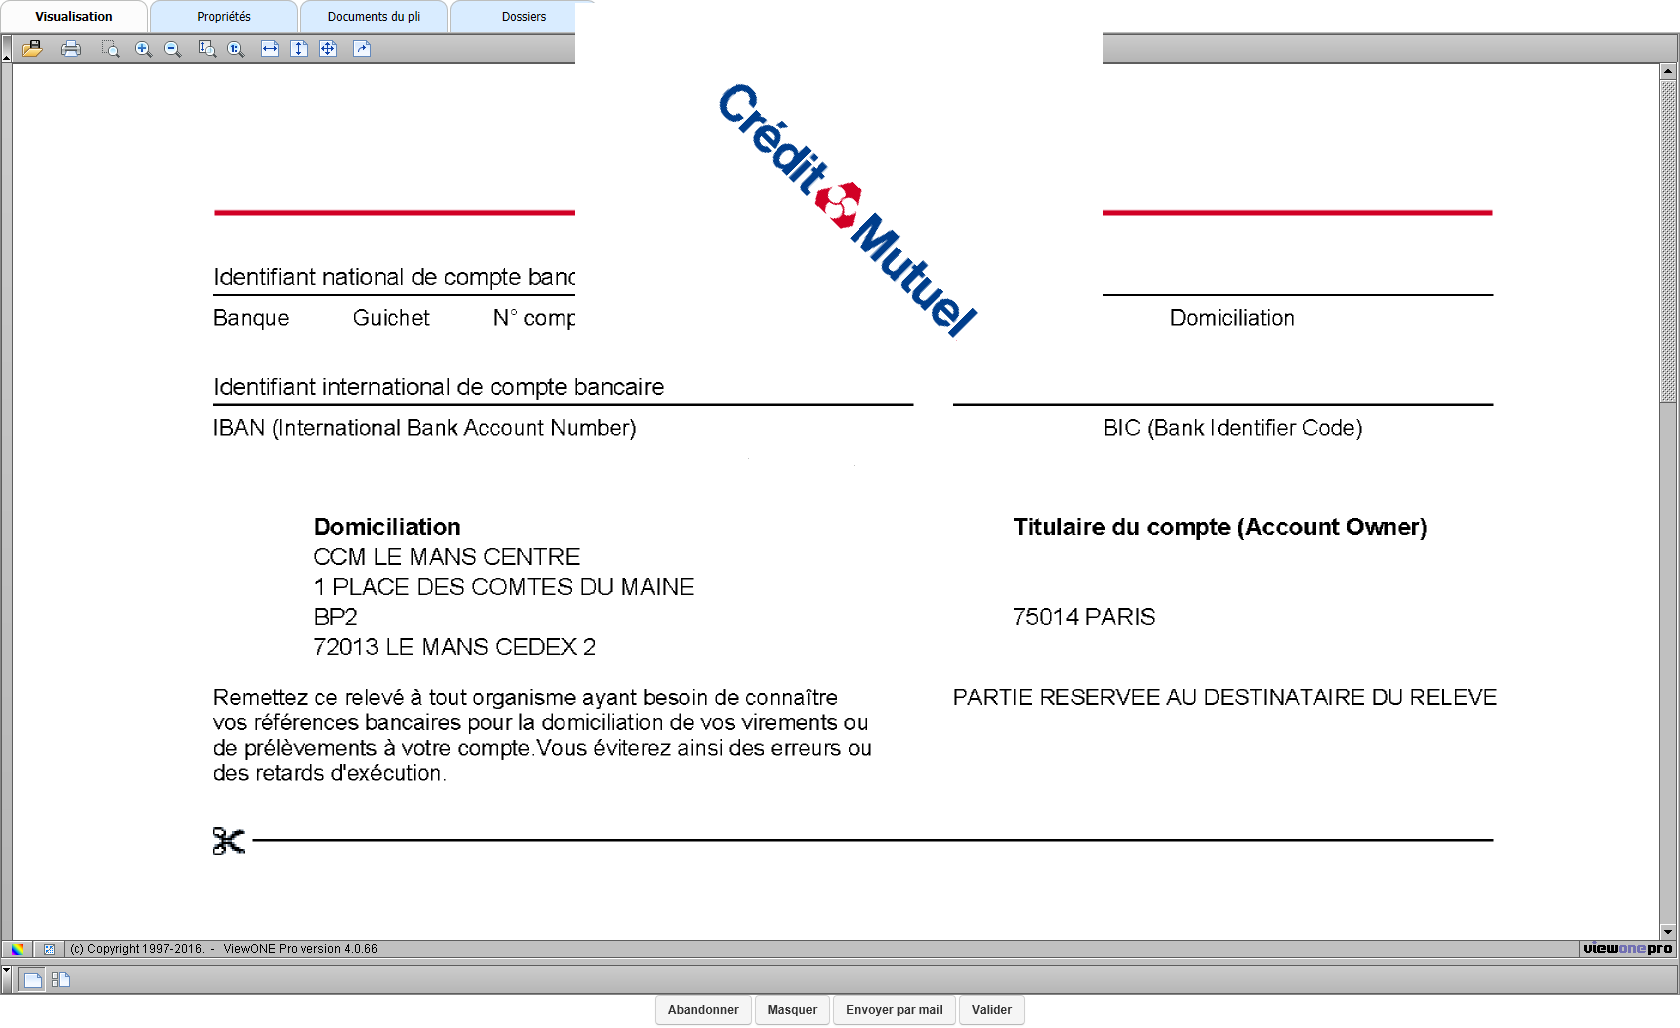 Visualisation Propriétés Documents du pli Dossiers
Crédit Mutuel
Identifiant national de compte banc
Banque Guichet N° comp Domiciliation
Identifiant international de compte bancaire
IBAN (International Bank Account Number) BIC (Bank Identifier Code)
Domiciliation Titulaire du compte (Account Owner)
CCM LE MANS CENTRE
1 PLACE DES COMTES DU MAINE
BP2 75014 PARIS
72013 LE MANS CEDEX 2
Remettez ce relevé à tout organisme ayant besoin de connaître PARTIE RESERVEE AU DESTINATAIRE DU RELEVE
vos références bancaires pour la domiciliation de vos virements ou
de prélèvements à votre compte.Vous éviterez ainsi des erreurs ou
des retards d'exécution.
(c) Copyright 1997-2016. - ViewONE Pro version 4.0.66 viewonepro
Abandonner Masquer Envoyer par mail Valider